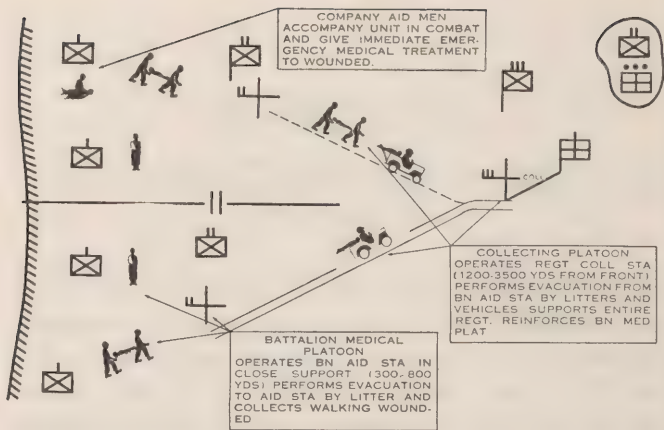 COMPANY AID MEN
ACCOMPANY UNIT IN COMBAT
AND GIVE IMMEDIATE EMER-
GENCY MEDICAL TREATMENT
TO WOUNDED.
COLL
COLLECTING PLATOON
OPERATES REGT COLL STA
(1200-3500 YDS FROM FRONT)
PERFORMS EVACUATION FROM
BN AID STA BY LITTERS AND
VEHICLES SUPPORTS ENTIRE
REGT. REINFORCES BN MED
PLAT
BATTALION MEDICAL
PLATOON
OPERATES BN AID STA IN
CLOSE SUPPORT (300-800
YDS) PERFORMS EVACUATION
TO AID STA BY LITTER AND
COLLECTS WALKING WOUND-
ED